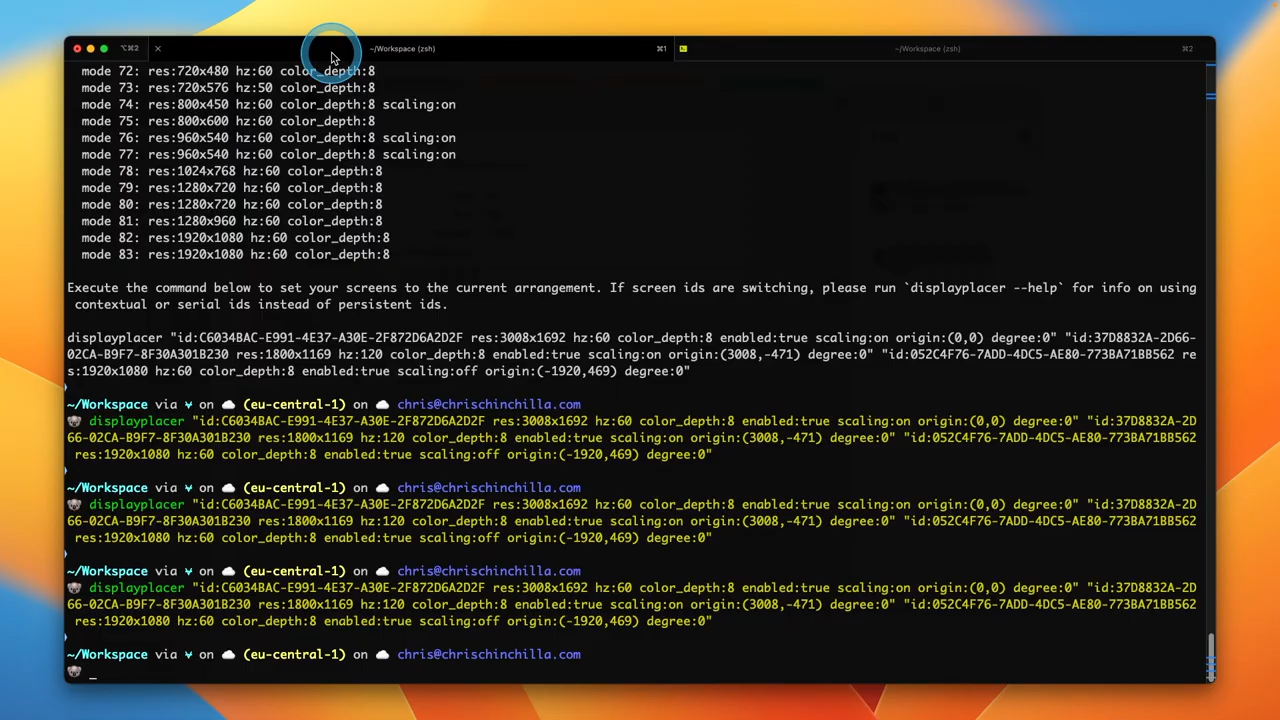 ⌥⌘2
~/Workspace (zsh)
⌘1
~/Workspace (zsh)
⌘2
mode 72: res:720x480 hz:60 color_depth:8
mode 73: res:720x576 hz:50 color_depth:8
mode 74: res:800x450 hz:60 color_depth:8 scaling:on
mode 75: res:800x600 hz:60 color_depth:8
mode 76: res:960x540 hz:60 color_depth:8 scaling:on
mode 77: res:960x540 hz:60 color_depth:8 scaling:on
mode 78: res:1024x768 hz:60 color_depth:8
mode 79: res:1280x720 hz:60 color_depth:8
mode 80: res:1280x720 hz:60 color_depth:8
mode 81: res:1280x960 hz:60 color_depth:8
mode 82: res:1920x1080 hz:60 color_depth:8
mode 83: res:1920x1080 hz:60 color_depth:8
Execute the command below to set your screens to the current arrangement. If screen ids are switching, please run `displayplacer --help` for info on using
contextual or serial ids instead of persistent ids.
displayplacer "id:C6034BAC-E991-4E37-A30E-2F872D6A2D2F res:3008x1692 hz:60 color_depth:8 enabled:true scaling:on origin:(0,0) degree:0" "id:37D8832A-2D66-
02CA-B9F7-8F30A301B230 res:1800x1169 hz:120 color_depth:8 enabled:true scaling:on origin:(3008,-471) degree:0" "id:052C4F76-7ADD-4DC5-AE80-773BA71BB562 re
s:1920x1080 hz:60 color_depth:8 enabled:true scaling:off origin:(-1920,469) degree:0"
~/Workspace via on ☁️ (eu-central-1) on ☁️ chris@chrischinchilla.com
🐨 displayplacer "id:C6034BAC-E991-4E37-A30E-2F872D6A2D2F res:3008x1692 hz:60 color_depth:8 enabled:true scaling:on origin:(0,0) degree:0" "id:37D8832A-2D
66-02CA-B9F7-8F30A301B230 res:1800x1169 hz:120 color_depth:8 enabled:true scaling:on origin:(3008,-471) degree:0" "id:052C4F76-7ADD-4DC5-AE80-773BA71BB562
res:1920x1080 hz:60 color_depth:8 enabled:true scaling:off origin:(-1920,469) degree:0"
~/Workspace via on ☁️ (eu-central-1) on ☁️ chris@chrischinchilla.com
🐨 displayplacer "id:C6034BAC-E991-4E37-A30E-2F872D6A2D2F res:3008x1692 hz:60 color_depth:8 enabled:true scaling:on origin:(0,0) degree:0" "id:37D8832A-2D
66-02CA-B9F7-8F30A301B230 res:1800x1169 hz:120 color_depth:8 enabled:true scaling:on origin:(3008,-471) degree:0" "id:052C4F76-7ADD-4DC5-AE80-773BA71BB562
res:1920x1080 hz:60 color_depth:8 enabled:true scaling:off origin:(-1920,469) degree:0"
~/Workspace via on ☁️ (eu-central-1) on ☁️ chris@chrischinchilla.com
🐨 displayplacer "id:C6034BAC-E991-4E37-A30E-2F872D6A2D2F res:3008x1692 hz:60 color_depth:8 enabled:true scaling:on origin:(0,0) degree:0" "id:37D8832A-2D
66-02CA-B9F7-8F30A301B230 res:1800x1169 hz:120 color_depth:8 enabled:true scaling:on origin:(3008,-471) degree:0" "id:052C4F76-7ADD-4DC5-AE80-773BA71BB562
res:1920x1080 hz:60 color_depth:8 enabled:true scaling:off origin:(-1920,469) degree:0"
~/Workspace via on ☁️ (eu-central-1) on ☁️ chris@chrischinchilla.com
🐨 _